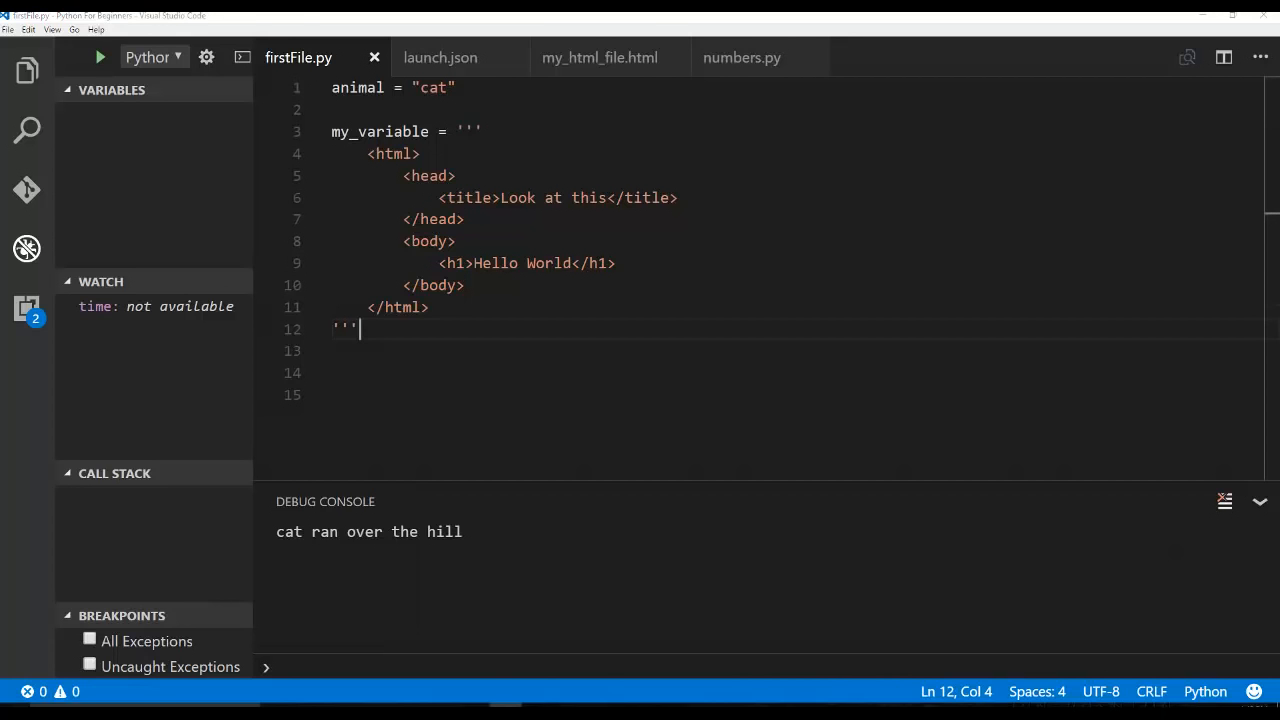 firstFile.py - Python For Beginners - Visual Studio Code
File Edit View Go Help
Pythor firstFile.py launch.json my_html_file.html numbers.py
VARIABLES
WATCH
time: not available
CALL STACK
BREAKPOINTS
All Exceptions
Uncaught Exceptions
2
1 animal = "cat"
2
3 my_variable = '''
4 <html>
5 <head>
6 <title>Look at this</title>
7 </head>
8 <body>
9 <h1>Hello World</h1>
10 </body>
11 </html>
12 '''
13
14
15
DEBUG CONSOLE
cat ran over the hill
0 0 Ln 12, Col 4 Spaces: 4 UTF-8 CRLF Python